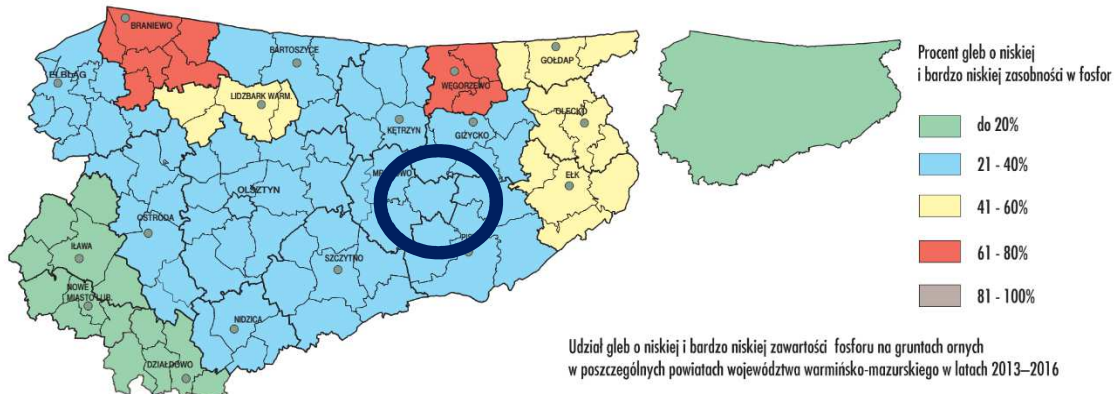 BRANIEWO
GOŁDAP
BARTOSZYCE
ELBLĄG
WĘGORZEWO
LIDZBARK WARM.
OLECKO
KĘTRZYN
GIŻYCKO
EŁK
OLSZTYN
OSTRÓDA
IŁAWA
SZCZYTNO
NOWE
MIASTO LUB.
NIDZICA
DZIAŁDOWO
Procent gleb o niskiej
i bardzo niskiej zasobności w fosfor
do 20%
21 - 40%
41 - 60%
61 - 80%
81 - 100%
Udział gleb o niskiej i bardzo niskiej zawartości fosforu na gruntach ornych
w poszczególnych powiatach województwa warmińsko-mazurskiego w latach 2013–2016